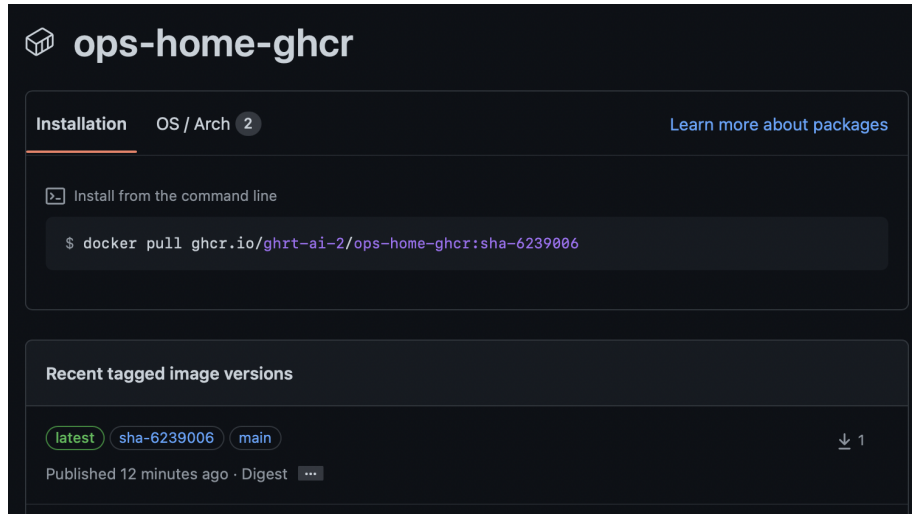 ops-home-ghcr
Installation OS / Arch 2 Learn more about packages
Install from the command line
$ docker pull ghcr.io/ghrt-ai-2/ops-home-ghcr:sha-6239006
Recent tagged image versions
latest sha-6239006 main 1
Published 12 minutes ago · Digest ···